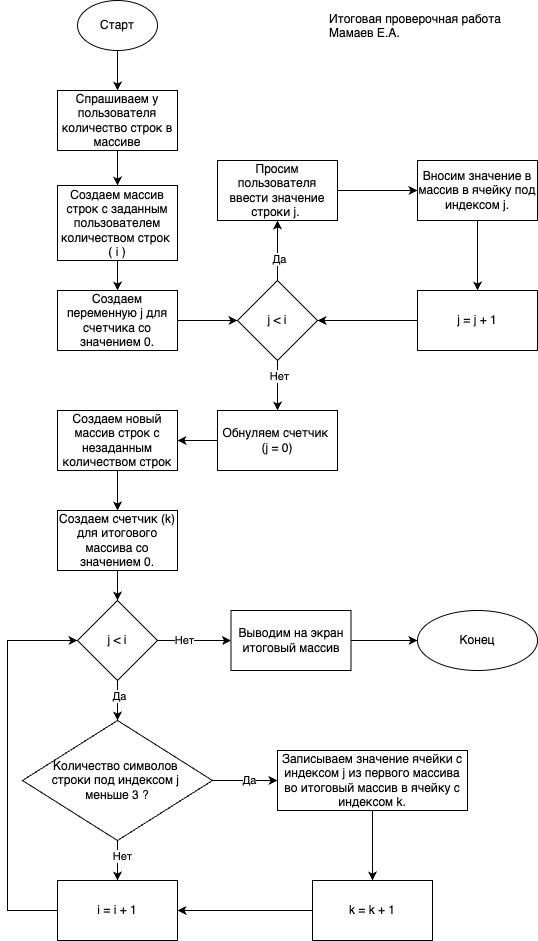 Старт
Итоговая проверочная работа
Мамаев Е.А.
Спрашиваем у
пользователя
количество строк в
массиве
Создаем массив
строк с заданным
пользователем
количеством строк
( i )
Создаем
переменную j для
счетчика со
значением 0.
j < i
Да
Просим
пользователя
ввести значение
строки j.
Вносим значение в
массив в ячейку под
индексом j.
j = j + 1
Нет
Обнуляем счетчик
(j = 0)
Создаем новый
массив строк с
незаданным
количеством строк
Создаем счетчик (k)
для итогового
массива со
значением 0.
j < i
Нет
Выводим на экран
итоговый массив
Конец
Да
Количество символов
строки под индексом j
меньше 3 ?
Да
Записываем значение ячейки с
индексом j из первого массива
во итоговый массив в ячейку с
индексом k.
Нет
i = i + 1
k = k + 1